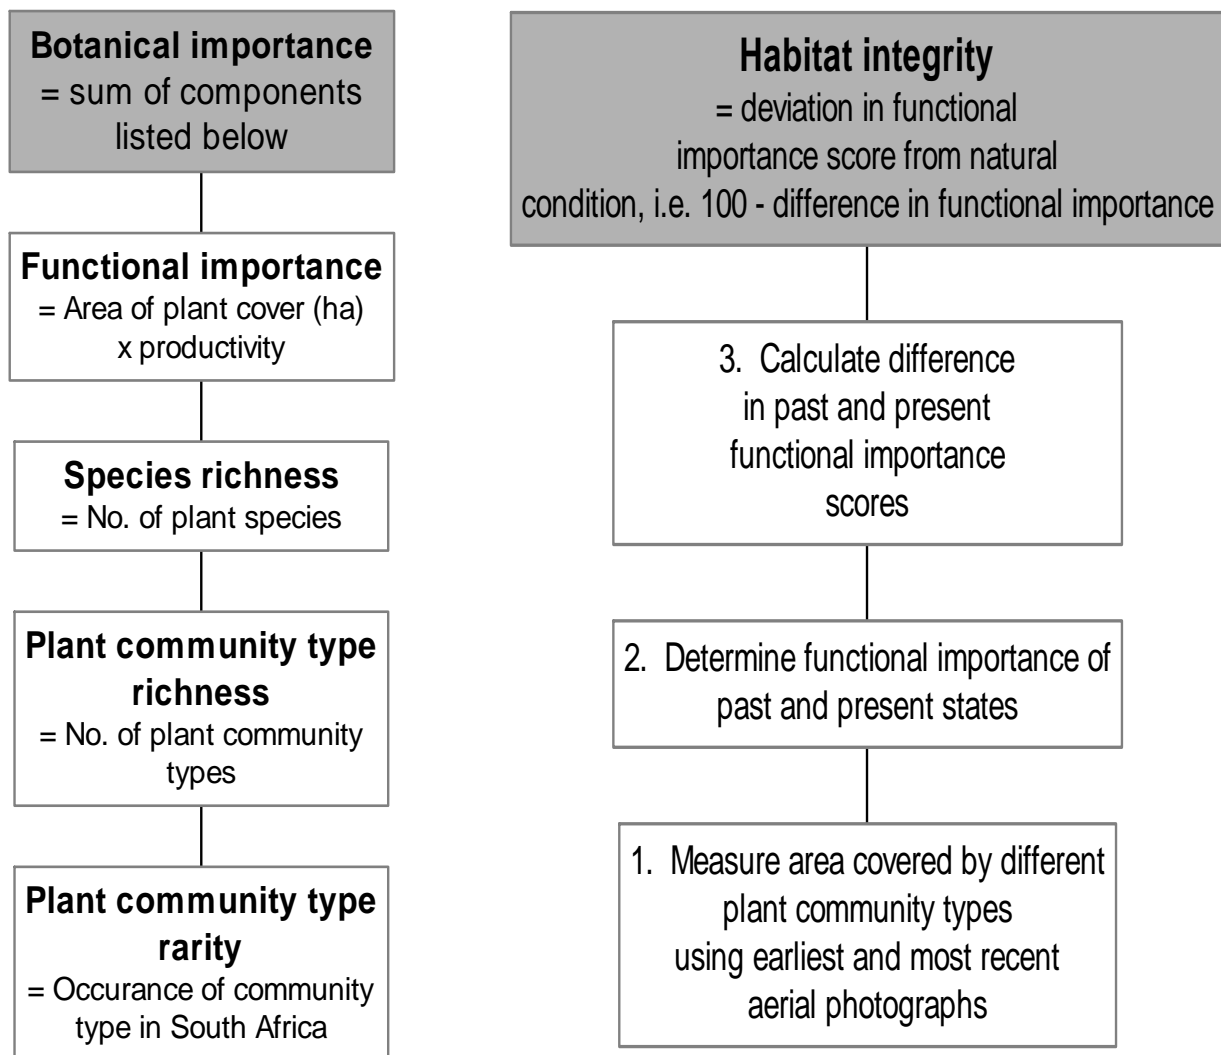 Botanical importance
= sum of components
listed below
Functional importance
= Area of plant cover (ha)
x productivity
Species richness
= No. of plant species
Plant community type
richness
= No. of plant community
types
Plant community type
rarity
= Occurance of community
type in South Africa
Habitat integrity
= deviation in functional
importance score from natural
condition, i.e. 100 - difference in functional importance
3. Calculate difference
in past and present
functional importance
scores
2. Determine functional importance of
past and present states
1. Measure area covered by different
plant community types
using earliest and most recent
aerial photographs